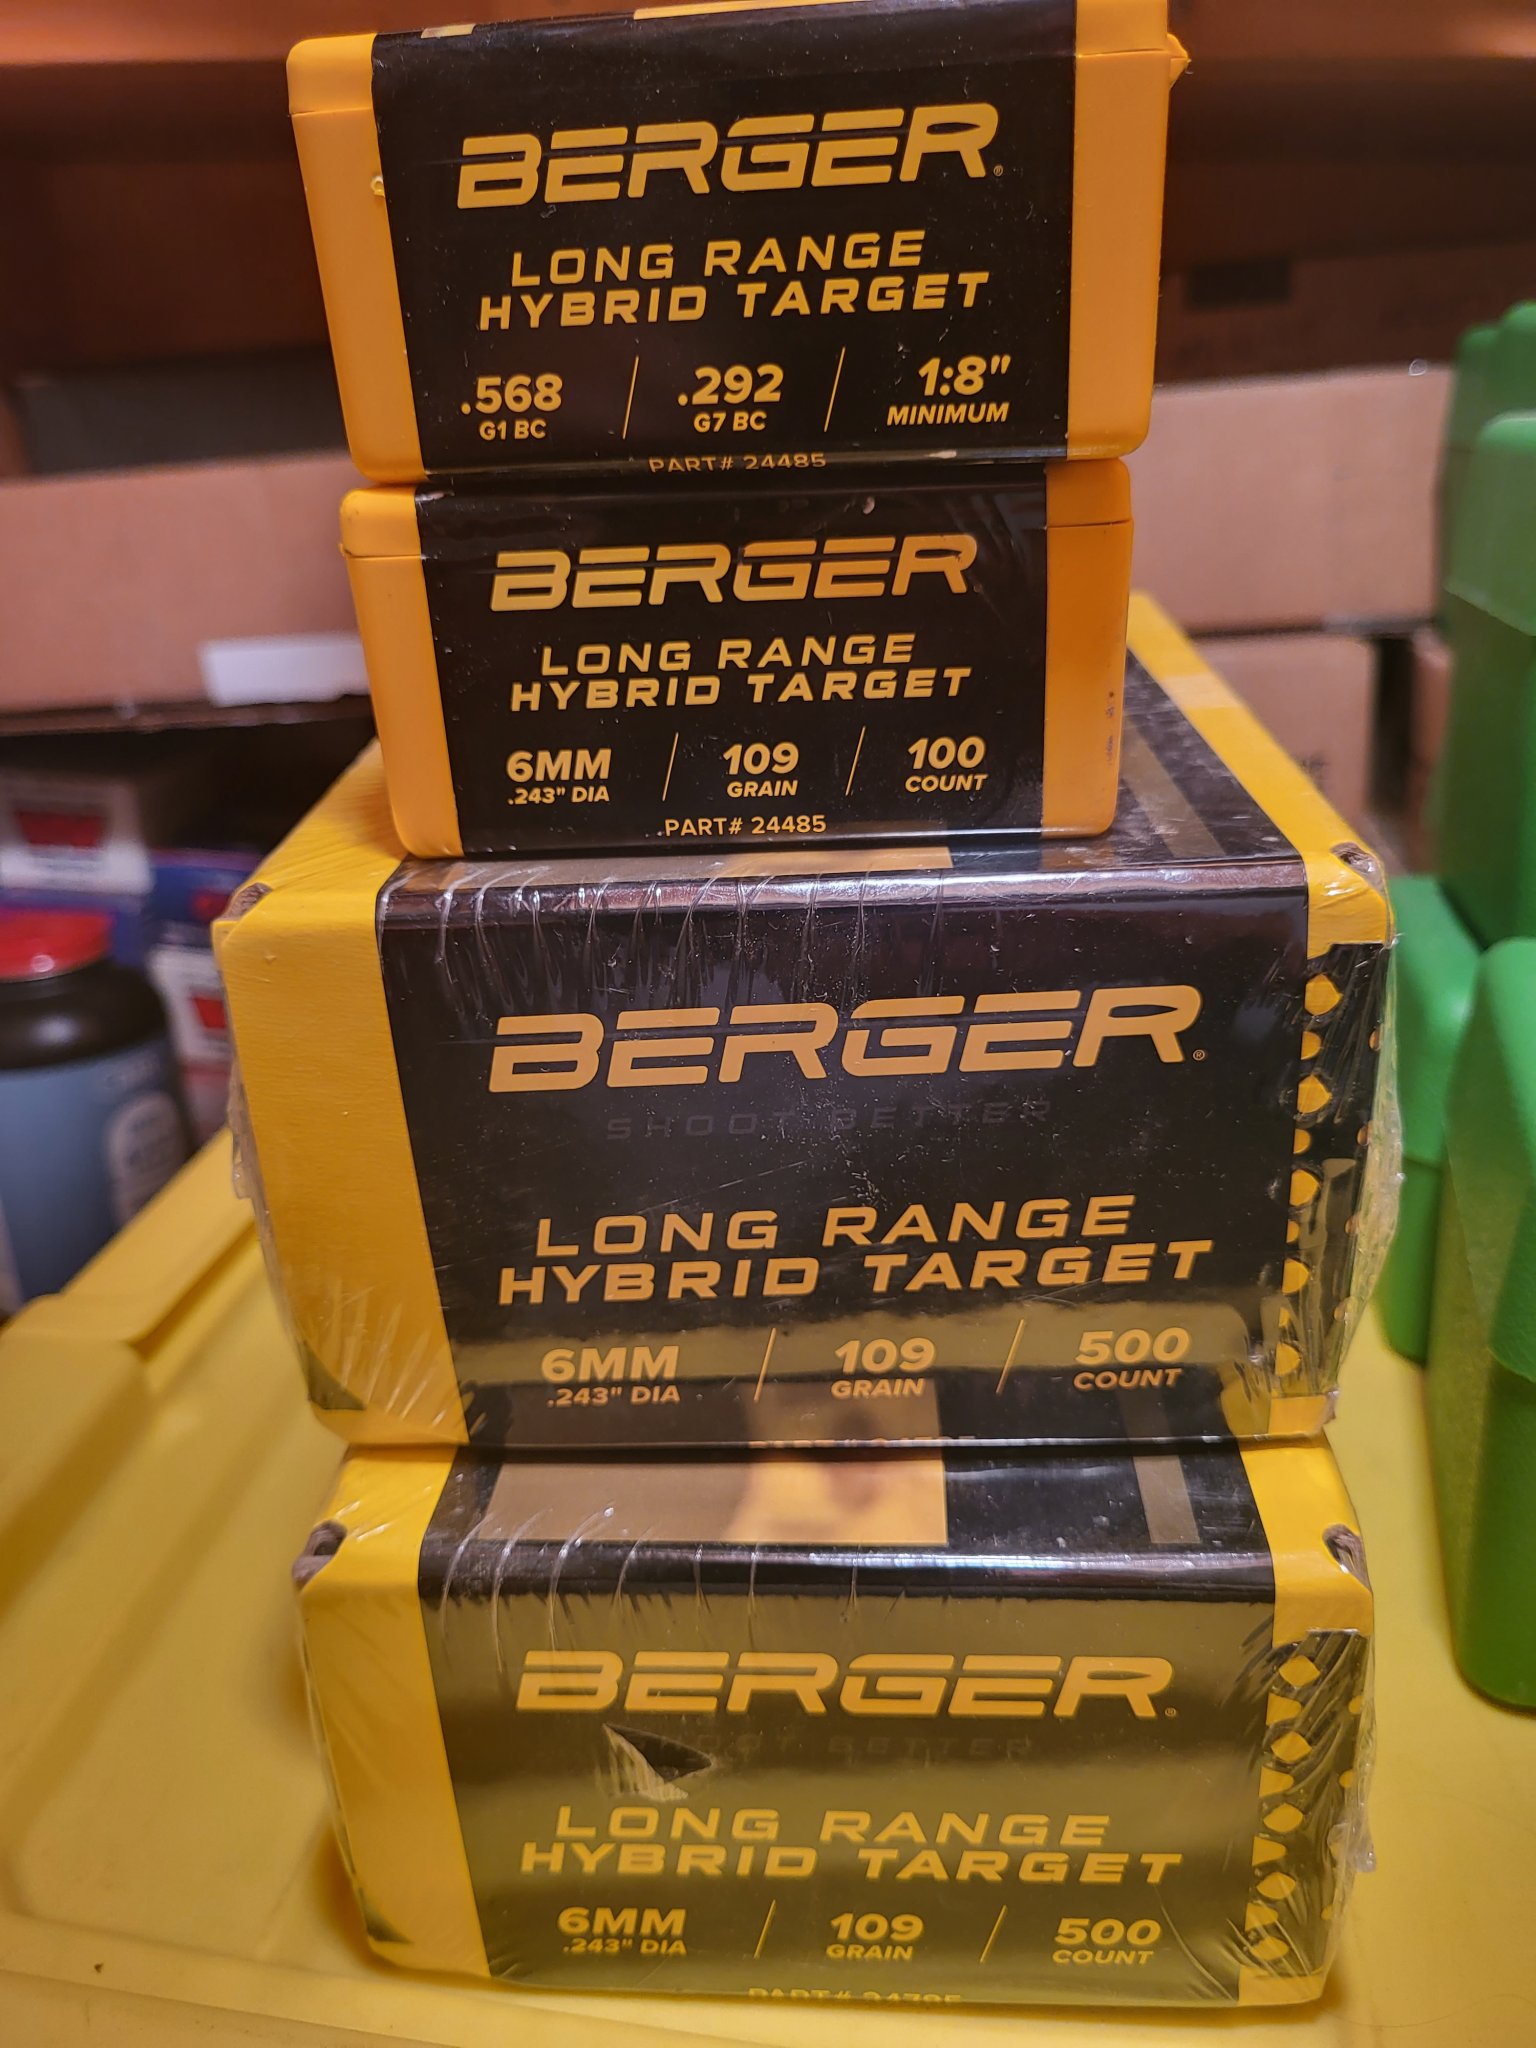 BERGER®
LONG RANGE
HYBRID TARGET
.568 .292 1:8"
G1 BC G7 BC MINIMUM
PART# 24485
BERGER
LONG RANGE
HYBRID TARGET
6MM 109 100
.243" DIA GRAIN COUNT
PART# 24485
BERGER®
SHOOT BETTER
LONG RANGE
HYBRID TARGET
6MM 109 500
.243" DIA GRAIN COUNT
BERGER®
BETTER
LONG RANGE
HYBRID TARGET
6MM 109 500
.243" DIA GRAIN COUNT
PART#